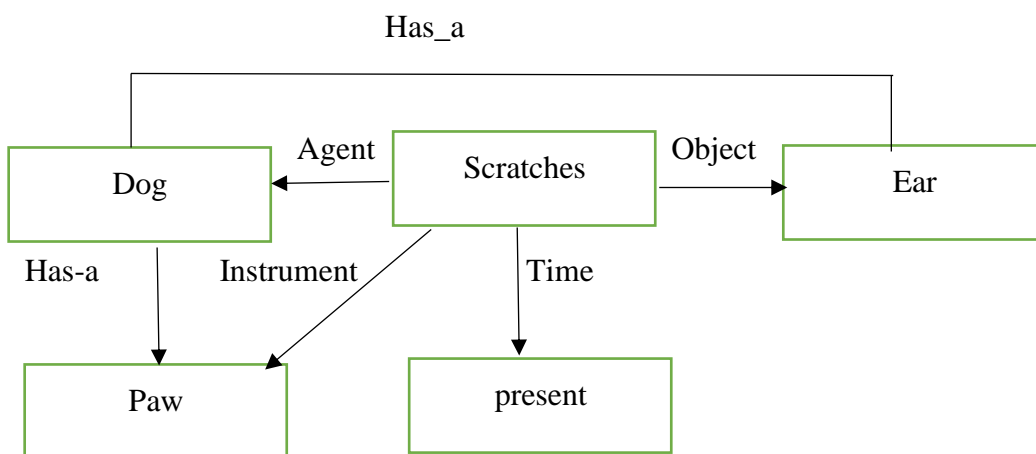 Has_a
Agent
Object
Dog
Scratches
Ear
Has-a
Instrument
Time
Paw
present